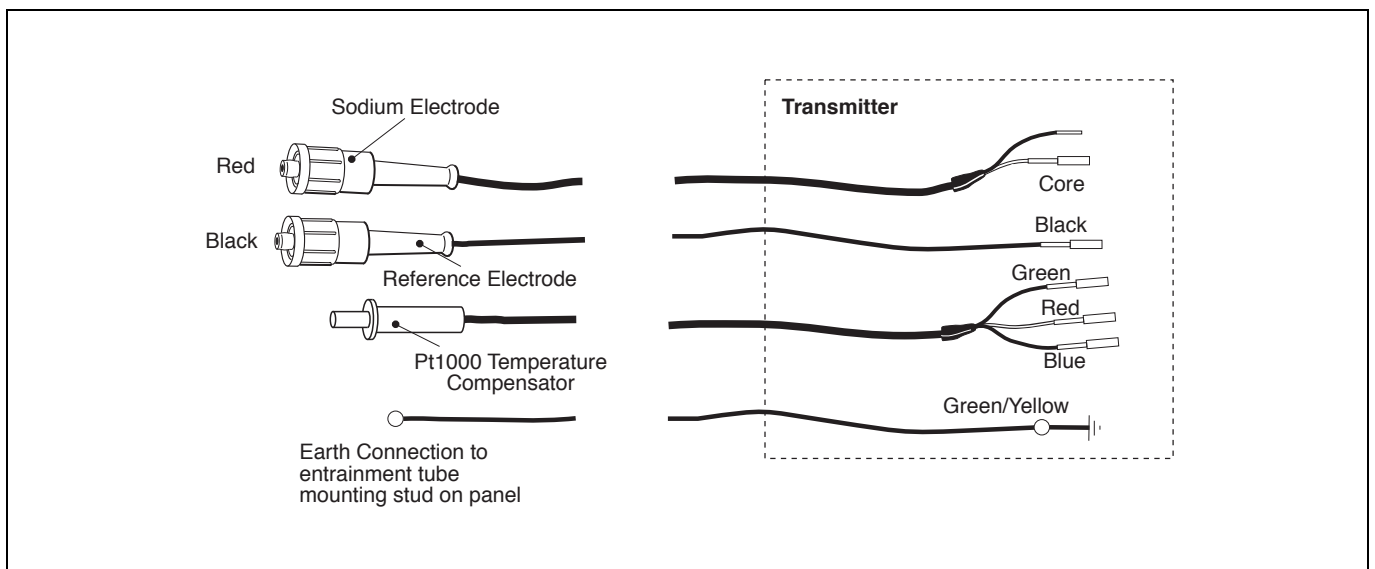 Transmitter
Sodium Electrode
Red
Core
Black
Black
Reference Electrode
Green
Red
Blue
Pt1000 Temperature
Compensator
Green/Yellow
Earth Connection to
entrainment tube
mounting stud on panel